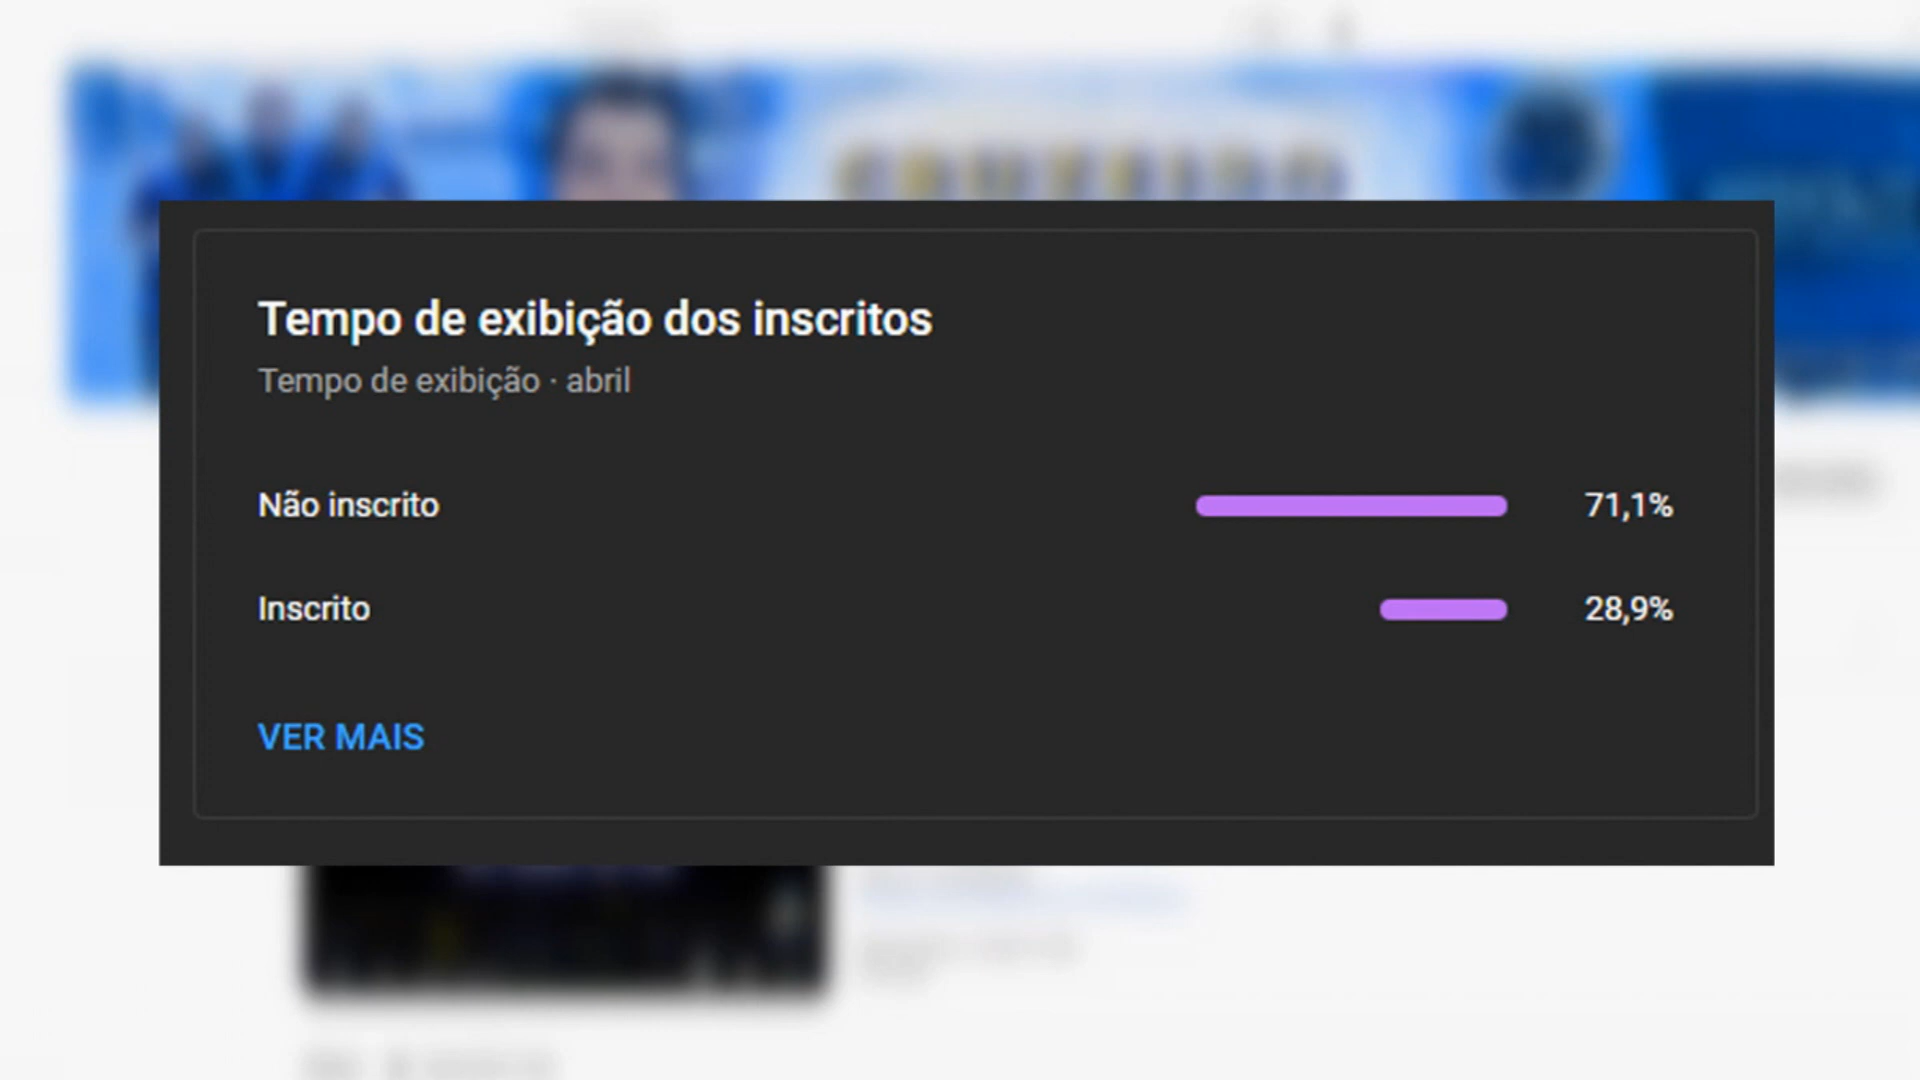 Tempo de exibição dos inscritos
Tempo de exibição · abril
Não inscrito 71,1%
Inscrito 28,9%
VER MAIS